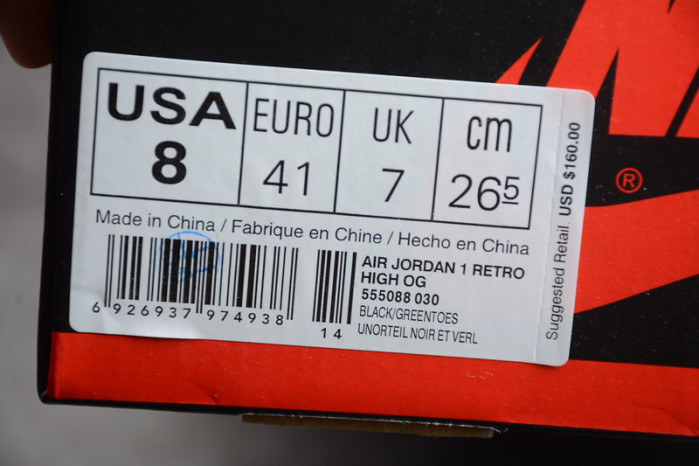 USA EURO UK cm
8 41 7 26 5
Made in China / Fabrique en Chine / Hecho en China
6 926937 974938 14
AIR JORDAN 1 RETRO
HIGH OG
555088 030
BLACK/GREENTOES
UNORTEIL NOIR ET VERL
Suggested Retail. USD $160.00
®